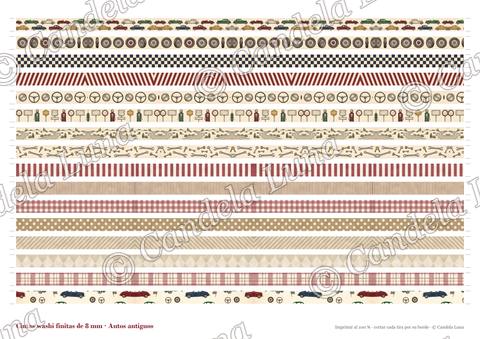 © Candela Luna
© Candela Luna
© Candela Luna
© Candela Luna
Cintas washi finitas de 8 mm · Autos antiguos
Imprimir al 100 % · cortar cada tira por su borde · © Candela Luna